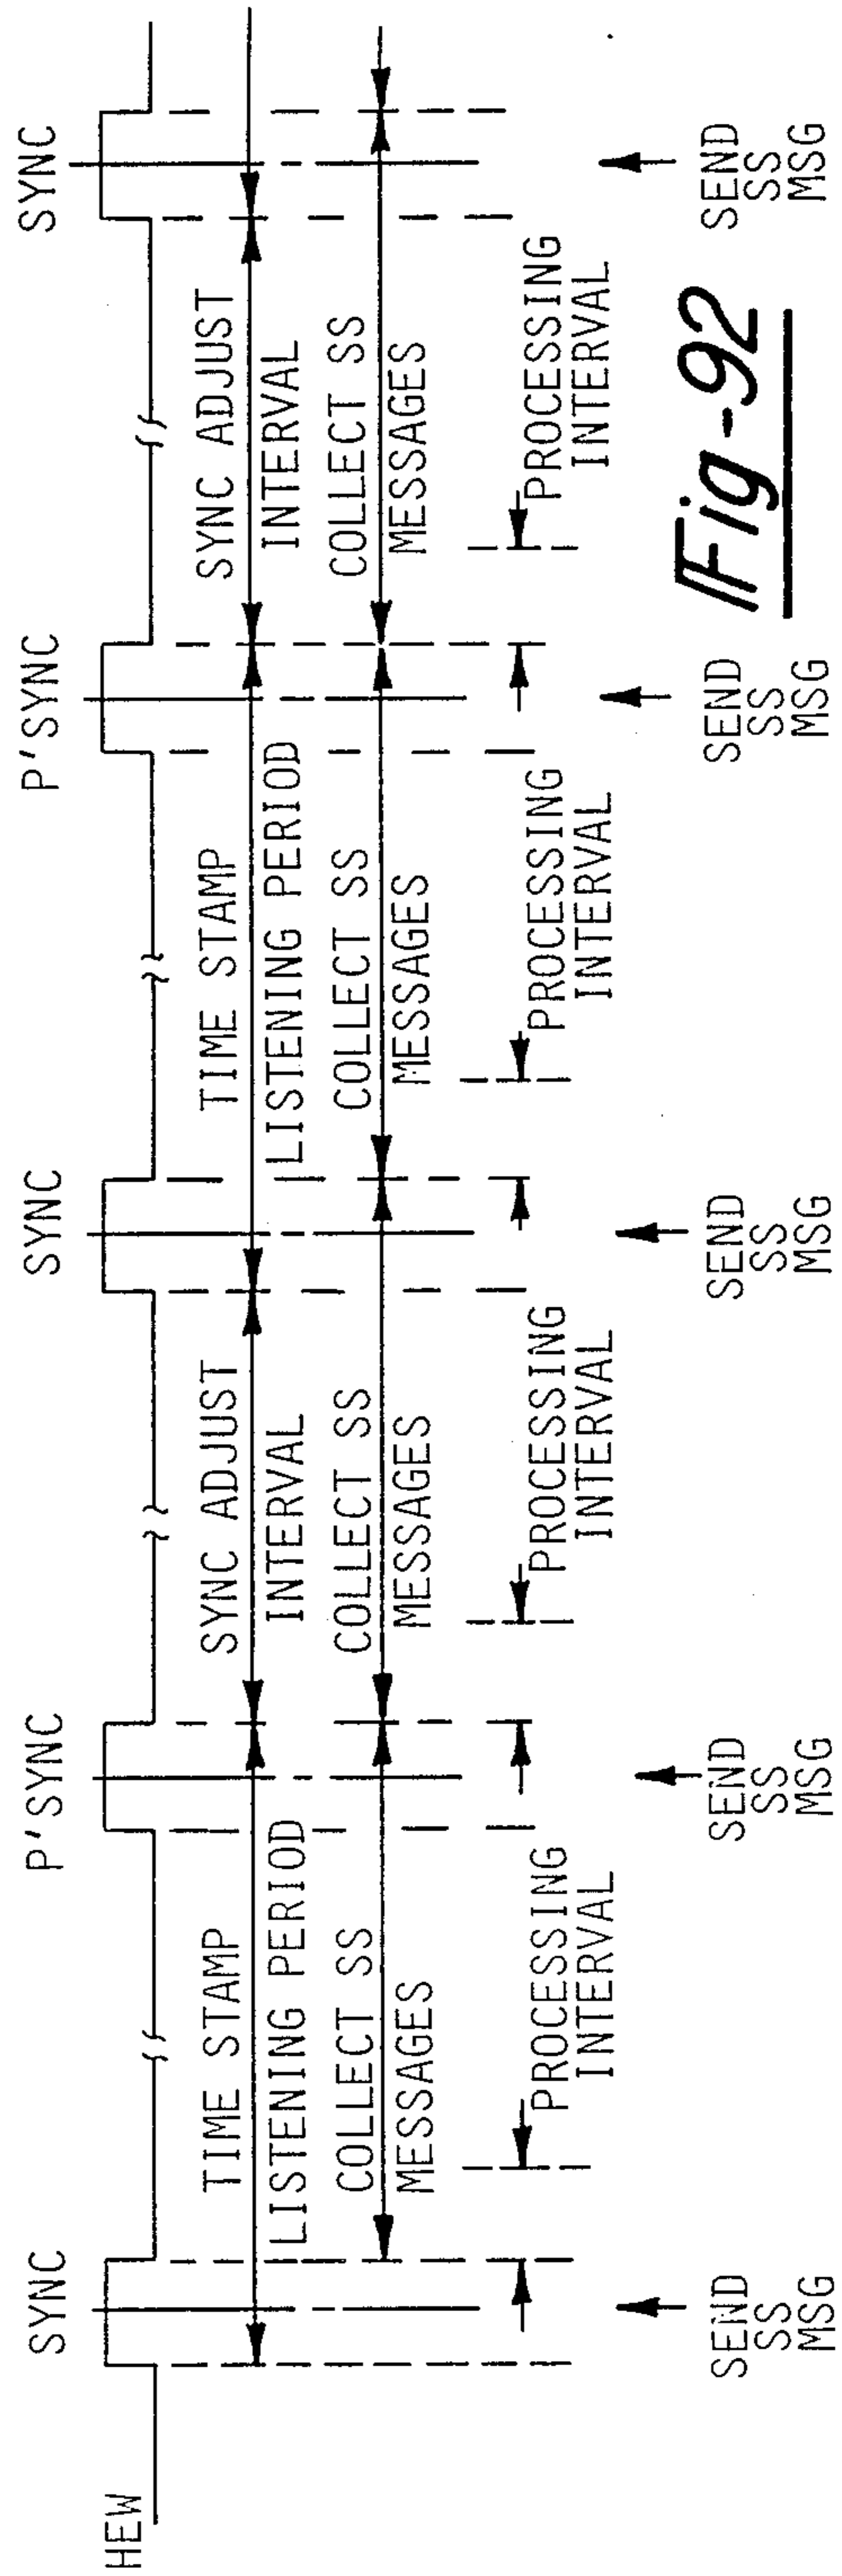 HEW
SYNC
P'SYNC
SYNC
P'SYNC
SYNC
TIME STAMP
LISTENING PERIOD
SYNC ADJUST
INTERVAL
TIME STAMP
LISTENING PERIOD
SYNC ADJUST
INTERVAL
COLLECT SS
MESSAGES
COLLECT SS
MESSAGES
COLLECT SS
MESSAGES
COLLECT SS
MESSAGES
PROCESSING
INTERVAL
PROCESSING
INTERVAL
PROCESSING
INTERVAL
PROCESSING
INTERVAL
SEND
SS
MSG
SEND
SS
MSG
SEND
SS
MSG
SEND
SS
MSG
SEND
SS
MSG
Fig-92